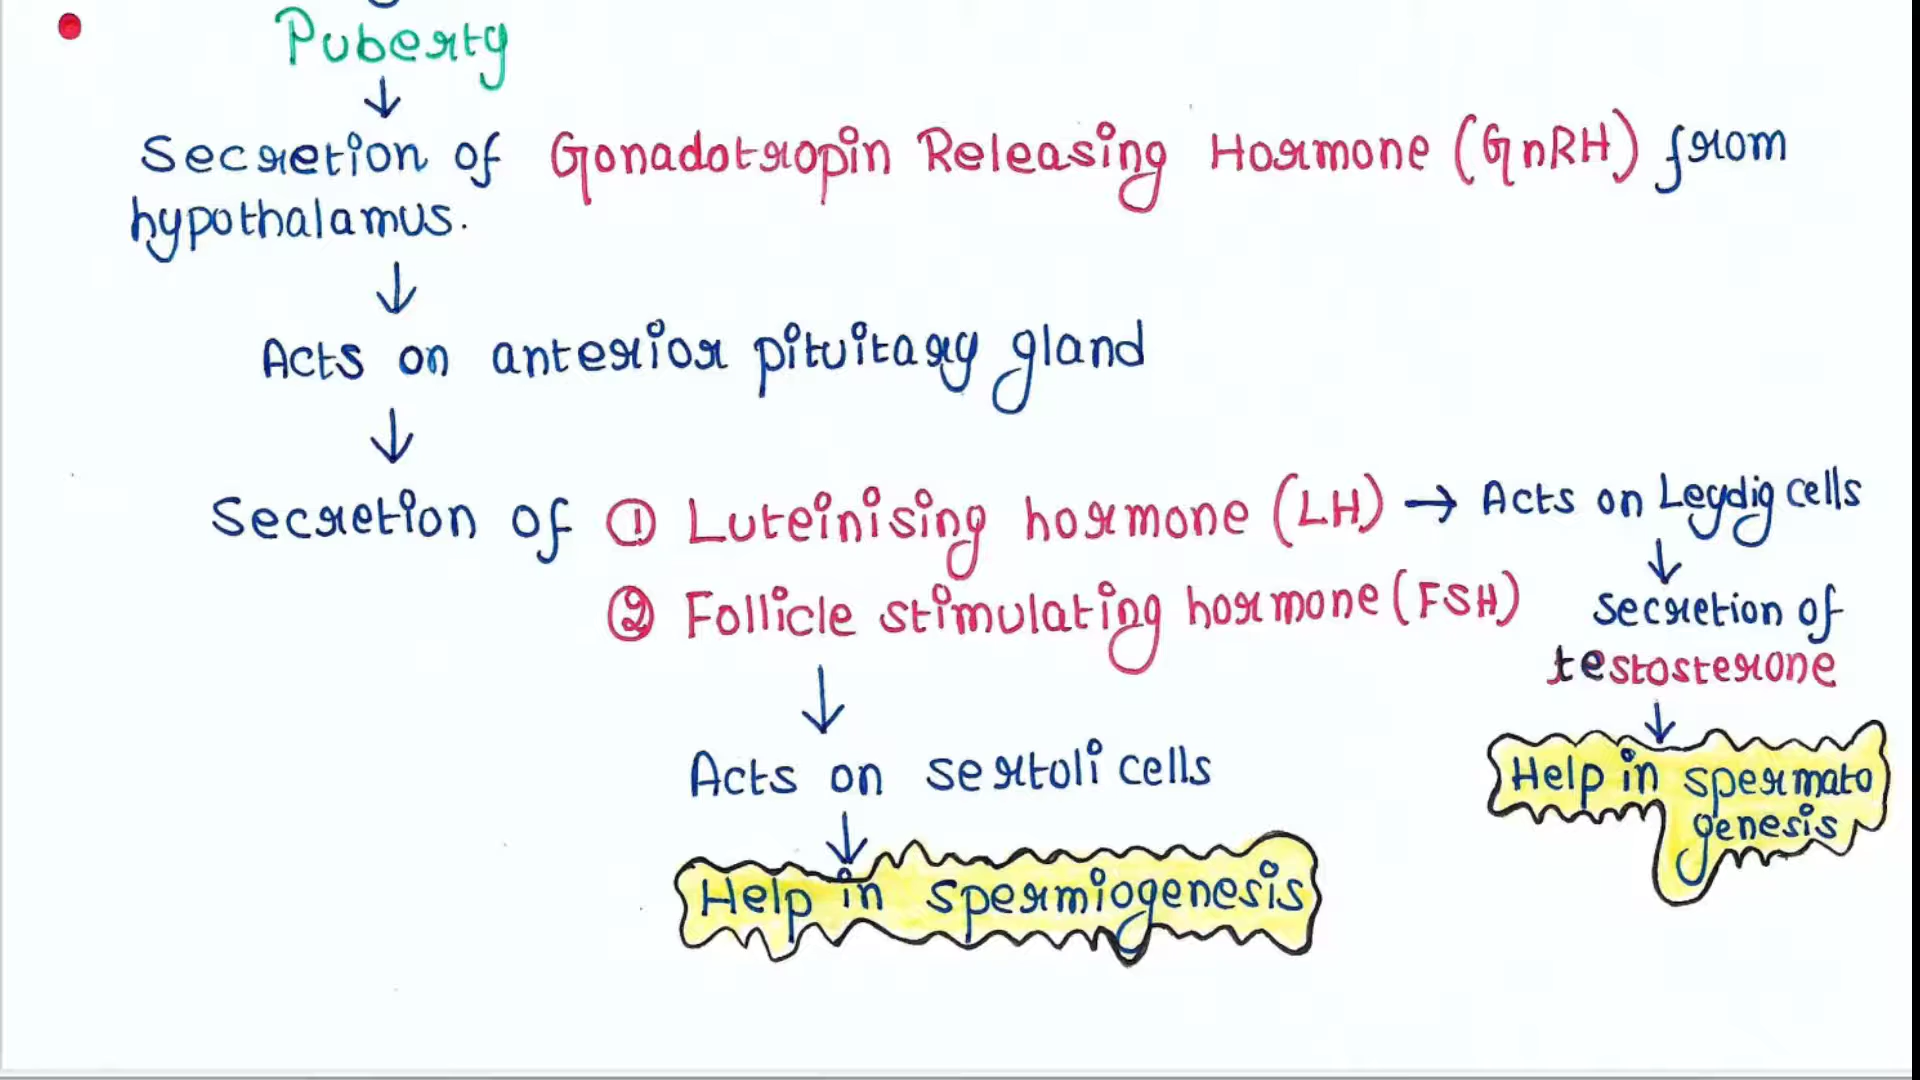 Puberty
↓
Secretion of Gonadotropin Releasing Hormone (GnRH) from
hypothalamus.
↓
Acts on anterior pituitary gland
↓
Secretion of ① Luteinising hormone (LH) → Acts on Leydig cells
② Follicle stimulating hormone (FSH)
↓
Secretion of
testosterone
↓
Help in spermato
genesis
↓
Acts on sertoli cells
↓
Help in spermiogenesis